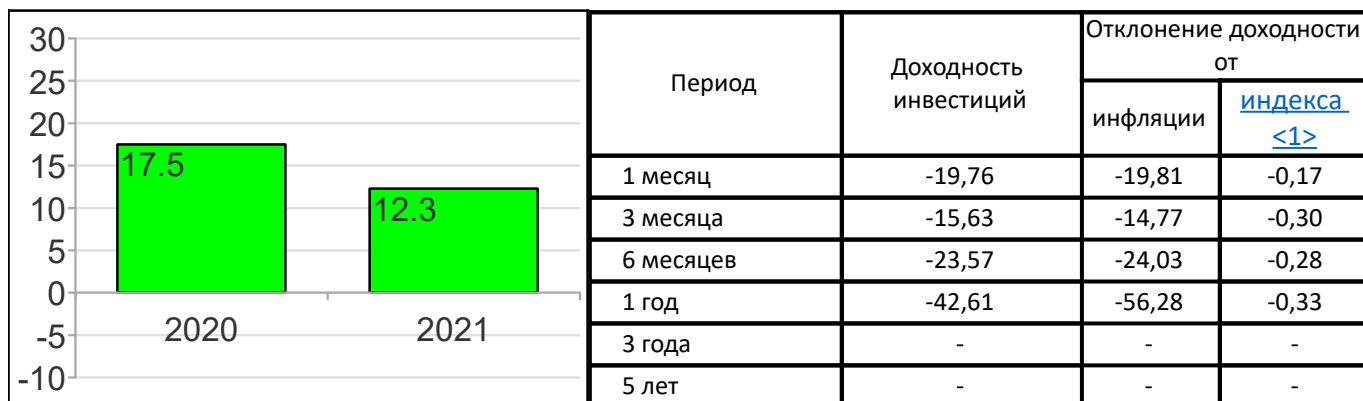 30
25
20
15
10
5
0
-5
-10
17.5
12.3
2020 2021
Период
Доходность
инвестиций
Отклонение доходности
от
инфляции
индекса
<1>
1 месяц -19,76 -19,81 -0,17
3 месяца -15,63 -14,77 -0,30
6 месяцев -23,57 -24,03 -0,28
1 год -42,61 -56,28 -0,33
3 года - - -
5 лет - - -